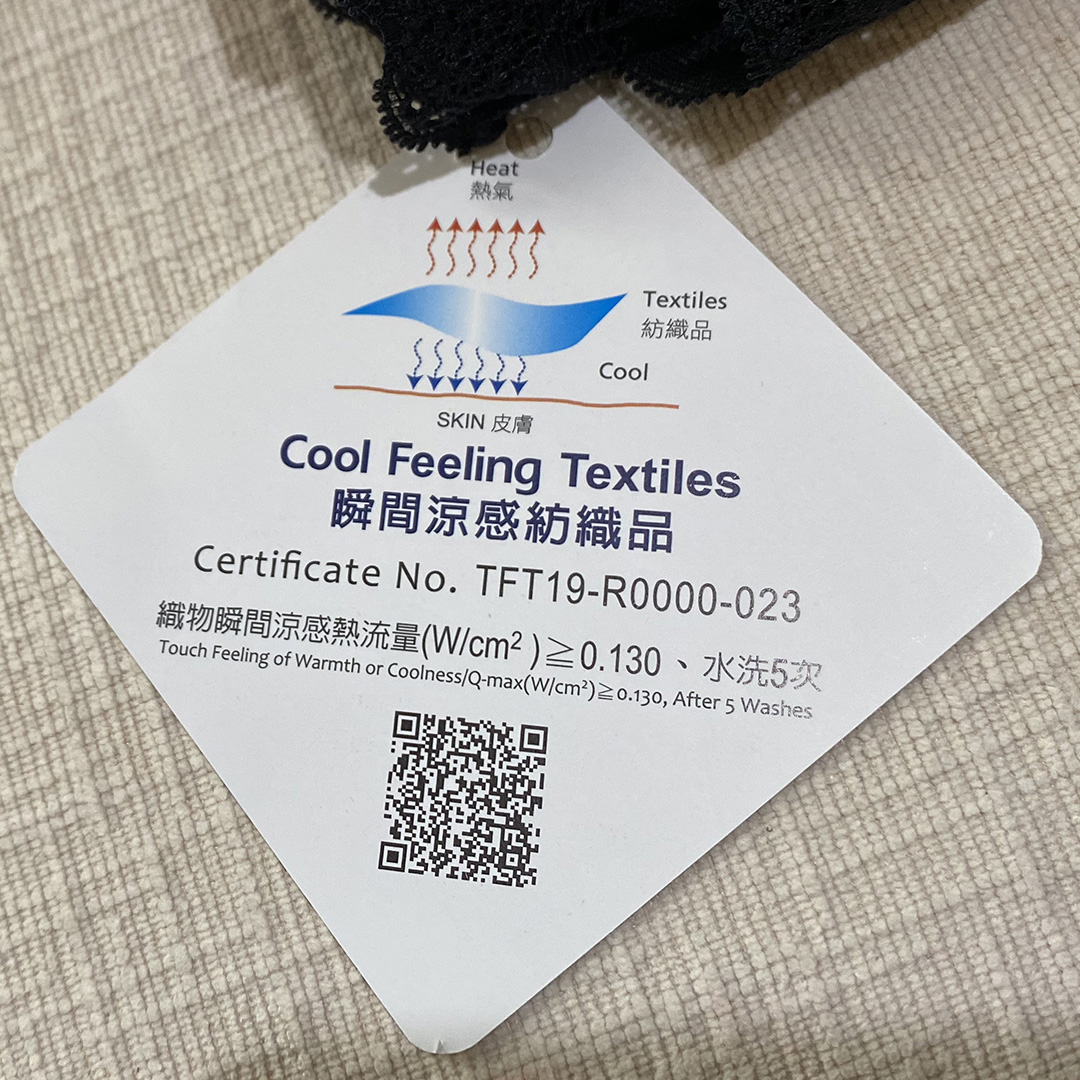 Heat
熱氣
Textiles
紡織品
Cool
SKIN 皮膚
Cool Feeling Textiles
瞬間涼感紡織品
Certificate No. TFT19-R0000-023
織物瞬間涼感熱流量(W/cm²)≧0.130、水洗5次
Touch Feeling of Warmth or Coolness/Q-max(W/cm²)≧0.130, After 5 Washes